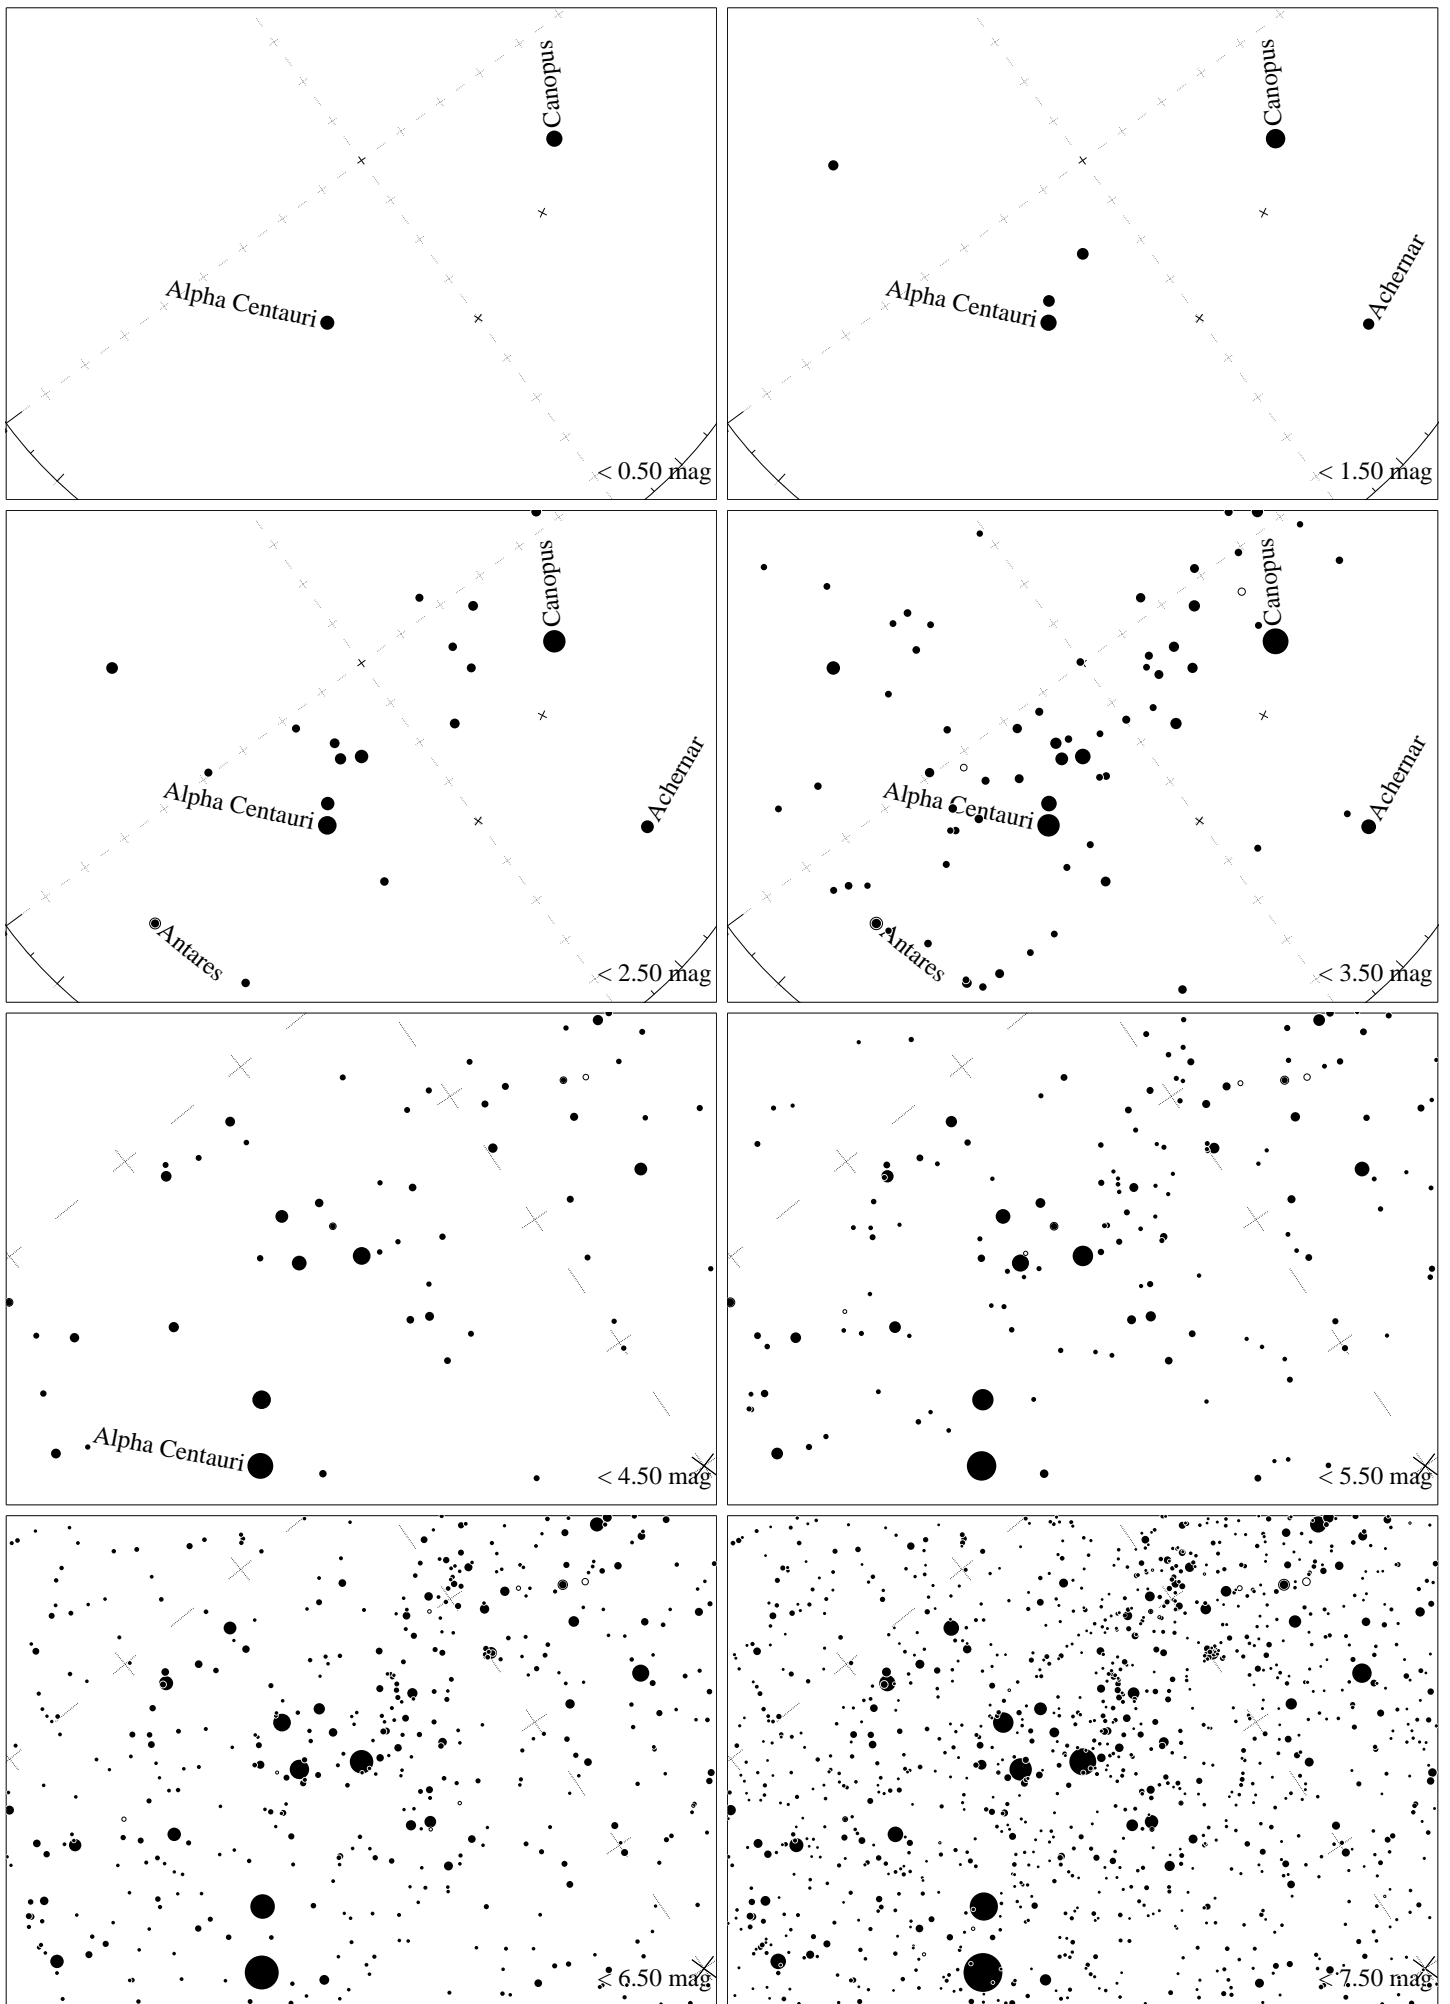 Canopus
Alpha Centauri
< 0.50 mag
Canopus
Alpha Centauri
Achernar
< 1.50 mag
Canopus
Alpha Centauri
Achernar
Antares
< 2.50 mag
Canopus
Alpha Centauri
Achernar
Antares
< 3.50 mag
Alpha Centauri
< 4.50 mag
< 5.50 mag
< 6.50 mag
< 7.50 mag